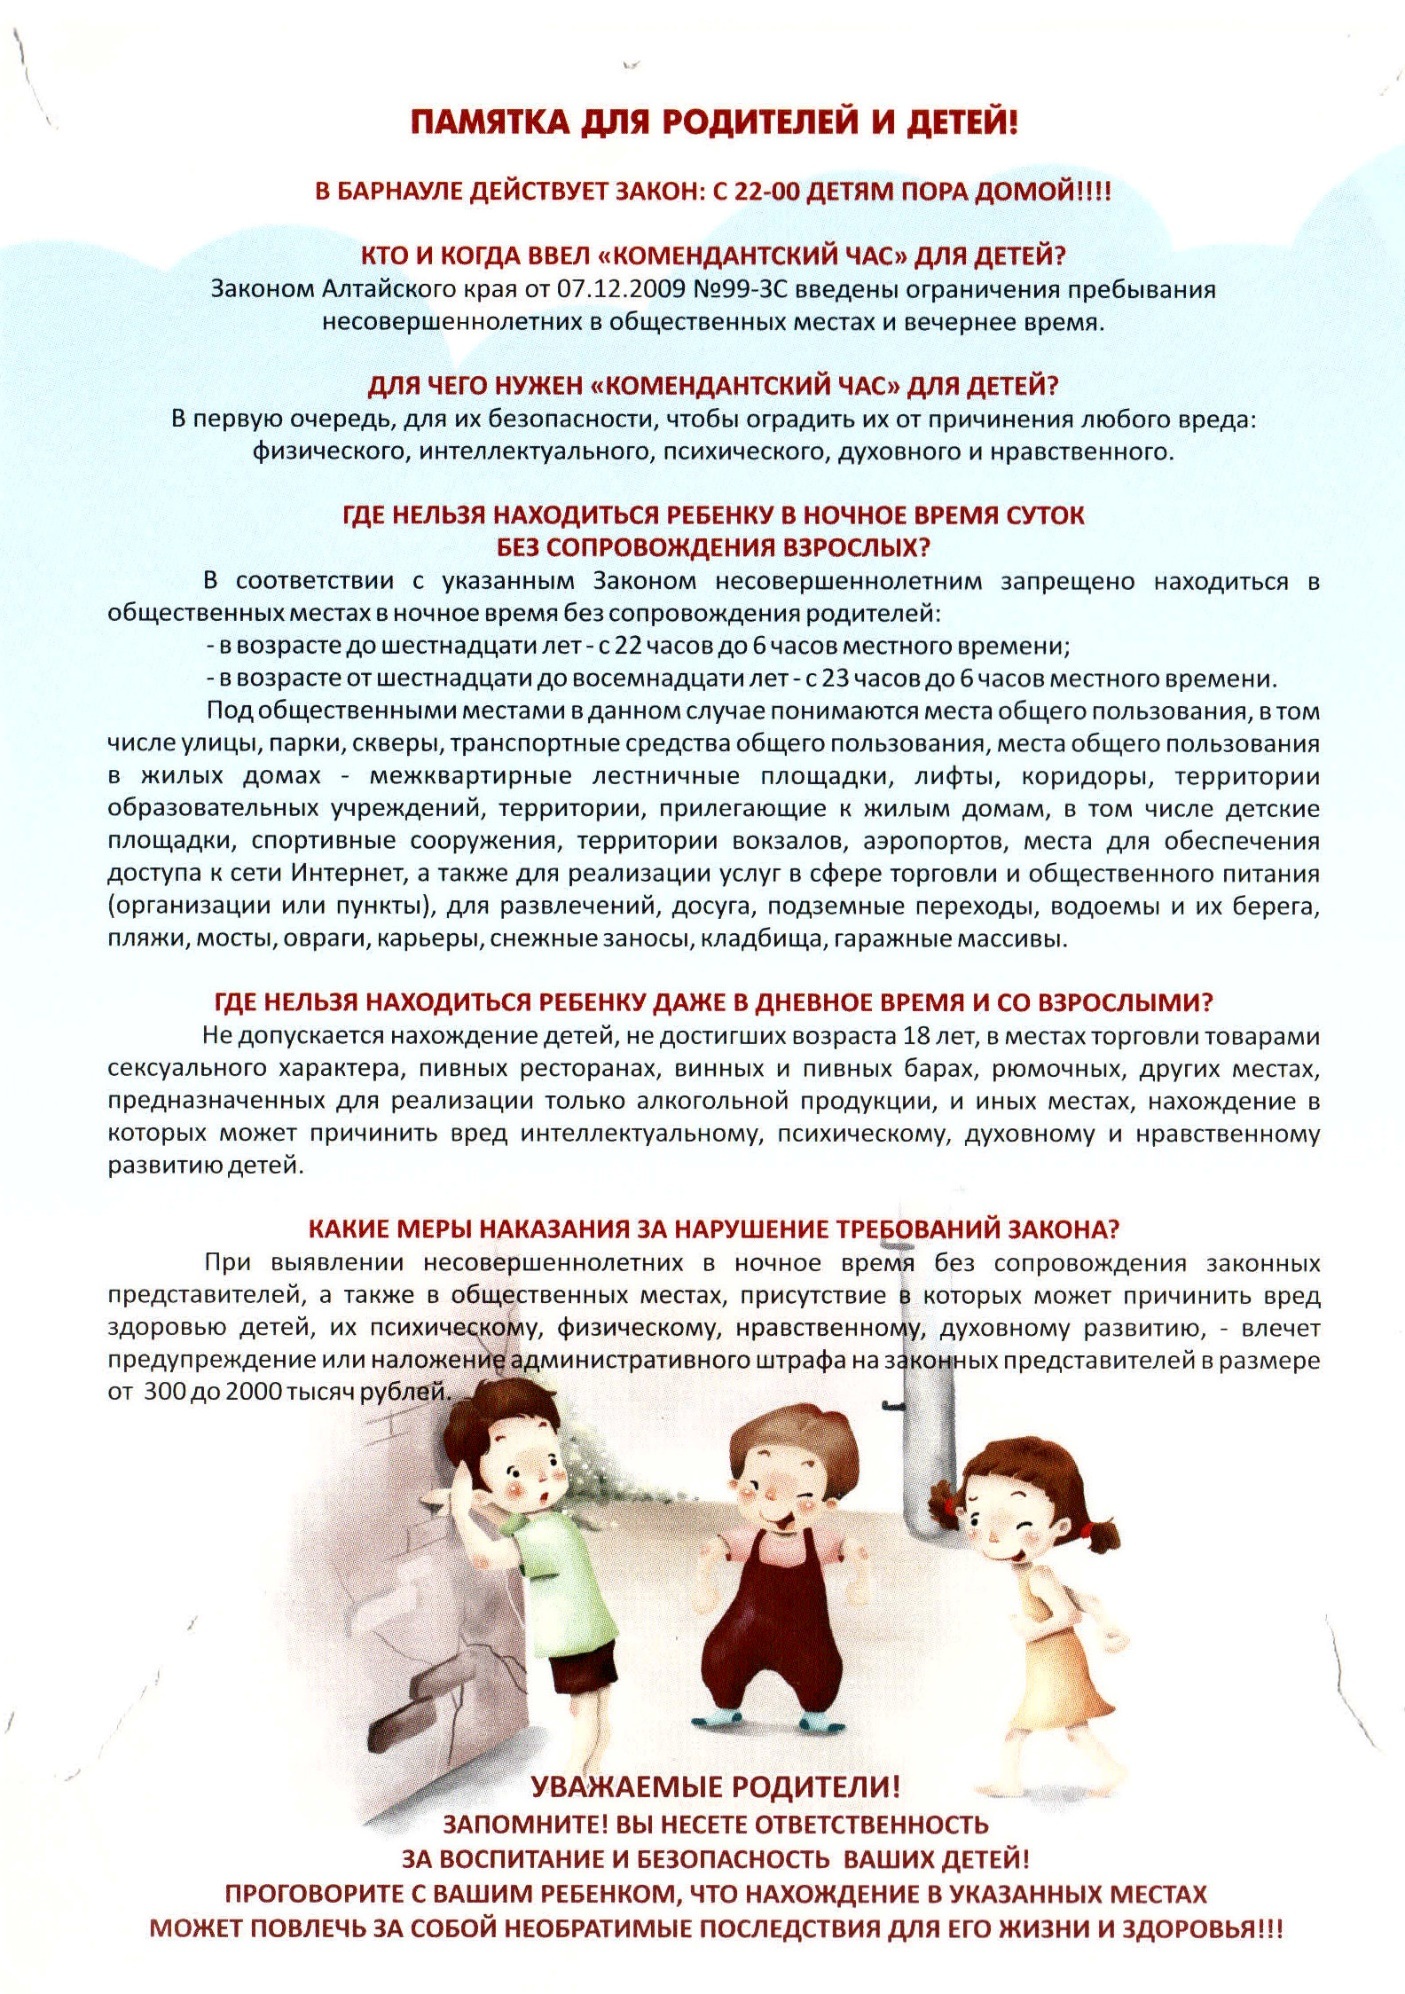 ПАМЯТКА ДЛЯ РОДИТЕЛЕЙ И ДЕТЕЙ!
В БАРНАУЛЕ ДЕЙСТВУЕТ ЗАКОН: С 22-00 ДЕТЯМ ПОРА ДОМОЙ!!!!
КТО И КОГДА ВВЕЛ «КОМЕНДАНТСКИЙ ЧАС» ДЛЯ ДЕТЕЙ?
Законом Алтайского края от 07.12.2009 №99-ЗС введены ограничения пребывания
несовершеннолетних в общественных местах и вечернее время.
ДЛЯ ЧЕГО НУЖЕН «КОМЕНДАНТСКИЙ ЧАС» ДЛЯ ДЕТЕЙ?
В первую очередь, для их безопасности, чтобы оградить их от причинения любого вреда:
физического, интеллектуального, психического, духовного и нравственного.
ГДЕ НЕЛЬЗЯ НАХОДИТЬСЯ РЕБЕНКУ В НОЧНОЕ ВРЕМЯ СУТОК
БЕЗ СОПРОВОЖДЕНИЯ ВЗРОСЛЫХ?
В соответствии с указанным Законом несовершеннолетним запрещено находиться в
общественных местах в ночное время без сопровождения родителей:
- в возрасте до шестнадцати лет - с 22 часов до 6 часов местного времени;
- в возрасте от шестнадцати до восемнадцати лет - с 23 часов до 6 часов местного времени.
Под общественными местами в данном случае понимаются места общего пользования, в том
числе улицы, парки, скверы, транспортные средства общего пользования, места общего пользования
в жилых домах - межквартирные лестничные площадки, лифты, коридоры, территории
образовательных учреждений, территории, прилегающие к жилым домам, в том числе детские
площадки, спортивные сооружения, территории вокзалов, аэропортов, места для обеспечения
доступа к сети Интернет, а также для реализации услуг в сфере торговли и общественного питания
(организации или пункты), для развлечений, досуга, подземные переходы, водоемы и их берега,
пляжи, мосты, овраги, карьеры, снежные заносы, кладбища, гаражные массивы.
ГДЕ НЕЛЬЗЯ НАХОДИТЬСЯ РЕБЕНКУ ДАЖЕ В ДНЕВНОЕ ВРЕМЯ И СО ВЗРОСЛЫМИ?
Не допускается нахождение детей, не достигших возраста 18 лет, в местах торговли товарами
сексуального характера, пивных ресторанах, винных и пивных барах, рюмочных, других местах,
предназначенных для реализации только алкогольной продукции, и иных местах, нахождение в
которых может причинить вред интеллектуальному, психическому, духовному и нравственному
развитию детей.
КАКИЕ МЕРЫ НАКАЗАНИЯ ЗА НАРУШЕНИЕ ТРЕБОВАНИЙ ЗАКОНА?
При выявлении несовершеннолетних в ночное время без сопровождения законных
представителей, а также в общественных местах, присутствие в которых может причинить вред
здоровью детей, их психическому, физическому, нравственному, духовному развитию, - влечет
предупреждение или наложение административного штрафа на законных представителей в размере
от 300 до 2000 тысяч рублей.
УВАЖАЕМЫЕ РОДИТЕЛИ!
ЗАПОМНИТЕ! ВЫ НЕСЕТЕ ОТВЕТСТВЕННОСТЬ
ЗА ВОСПИТАНИЕ И БЕЗОПАСНОСТЬ ВАШИХ ДЕТЕЙ!
ПРОГОВОРИТЕ С ВАШИМ РЕБЕНКОМ, ЧТО НАХОЖДЕНИЕ В УКАЗАННЫХ МЕСТАХ
МОЖЕТ ПОВЛЕЧЬ ЗА СОБОЙ НЕОБРАТИМЫЕ ПОСЛЕДСТВИЯ ДЛЯ ЕГО ЖИЗНИ И ЗДОРОВЬЯ!!!